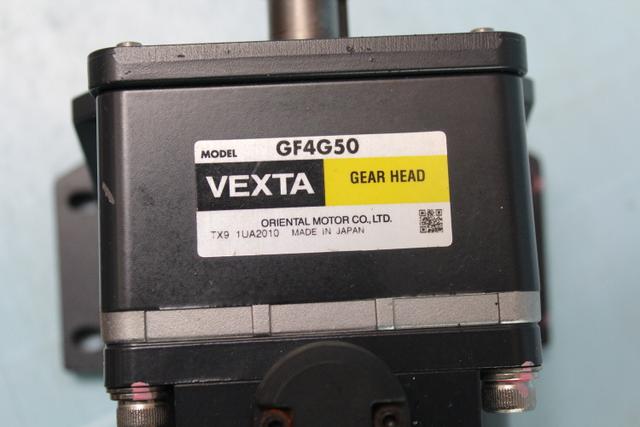 MODEL GF4G50
VEXTA GEAR HEAD
ORIENTAL MOTOR CO.,LTD.
TX9 1UA2010 MADE IN JAPAN